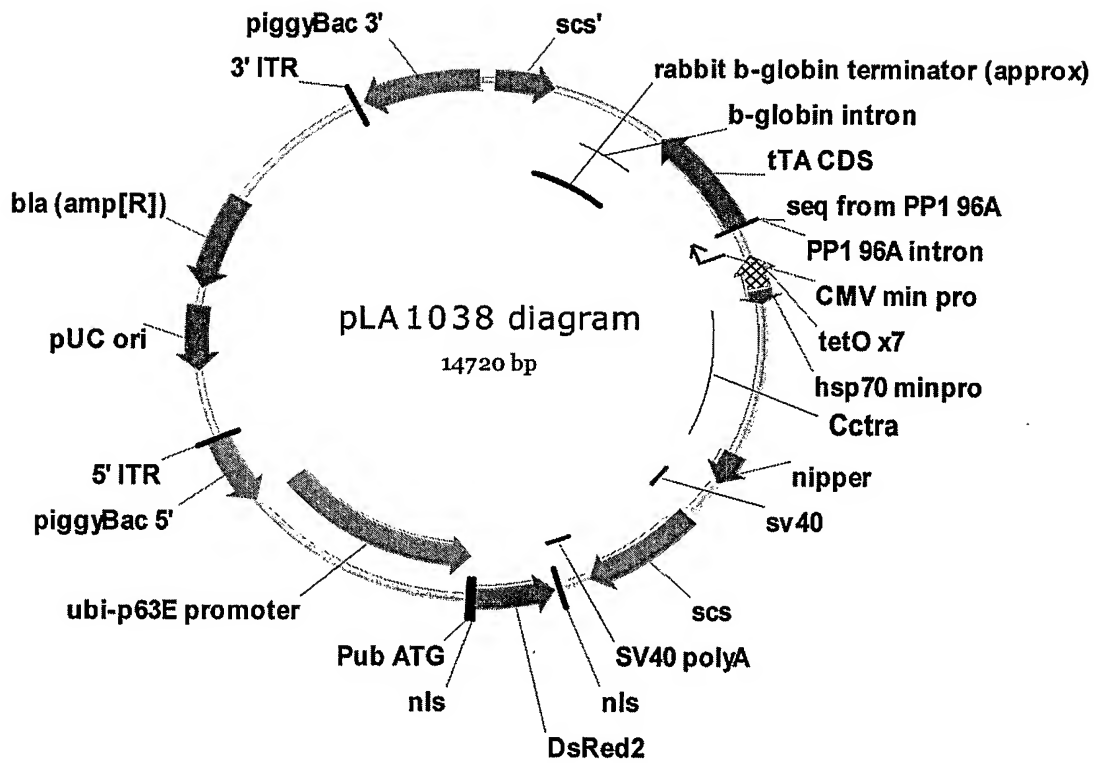 piggyBac 3'
scs'
3' ITR
rabbit b-globin terminator (approx)
b-globin intron
tTA CDS
bla (amp[R])
seq from PP1 96A
PP1 96A intron
CMV min pro
pLA1038 diagram
14720 bp
pUC ori
tetO x7
hsp70 minpro
Cctra
5' ITR
nipper
piggyBac 5'
sv40
ubi-p63E promoter
scs
Pub ATG
SV40 polyA
nls
nls
DsRed2